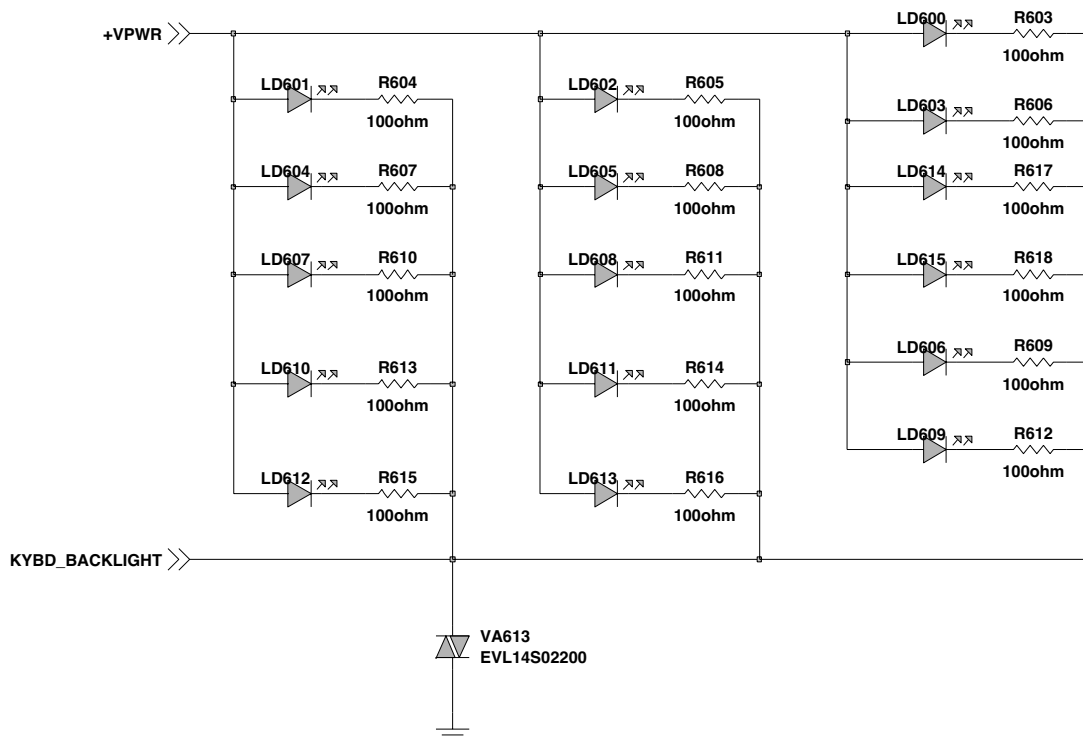 LD600 R603
+VPWR
100ohm
LD601 R604 LD602 R605
LD603 R606
100ohm 100ohm
100ohm
LD604 R607 LD605 R608 LD614 R617
100ohm 100ohm 100ohm
LD607 R610 LD608 R611 LD615 R618
100ohm 100ohm 100ohm
LD606 R609
LD610 R613 LD611 R614
100ohm
100ohm 100ohm
LD609 R612
100ohm
LD612 R615 LD613 R616
100ohm 100ohm
KYBD_BACKLIGHT
VA613
EVL14S02200